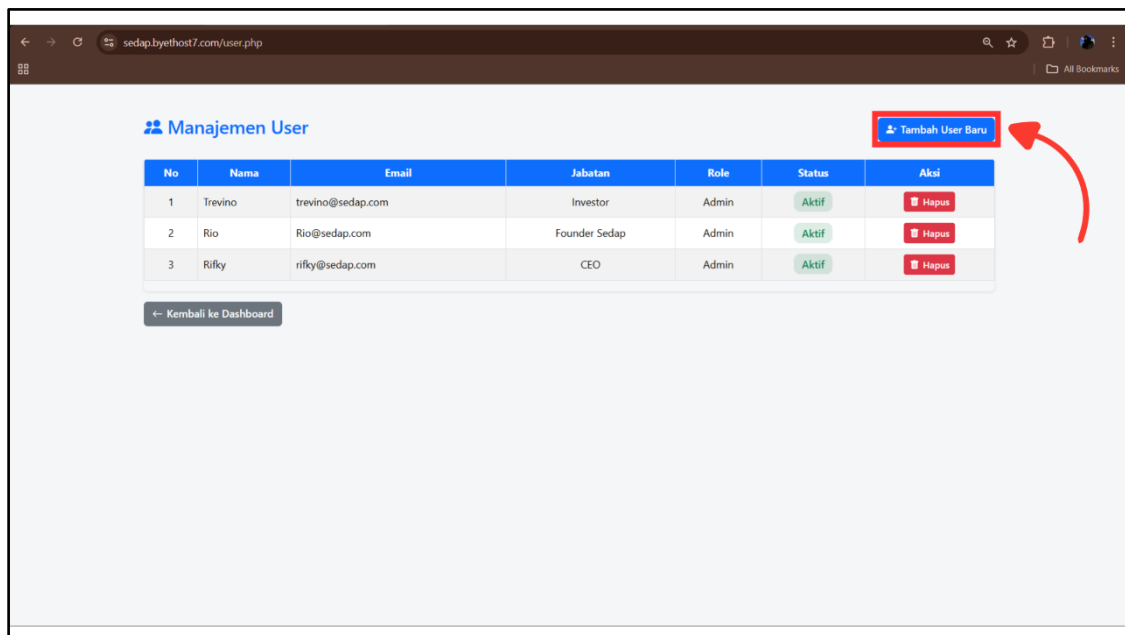 sedap.byethost7.com/user.php
All Bookmarks
Manajemen User
Tambah User Baru
No Nama Email Jabatan Role Status Aksi
1 Trevino trevino@sedap.com Investor Admin Aktif Hapus
2 Rio Rio@sedap.com Founder Sedap Admin Aktif Hapus
3 Rifky rifky@sedap.com CEO Admin Aktif Hapus
← Kembali ke Dashboard